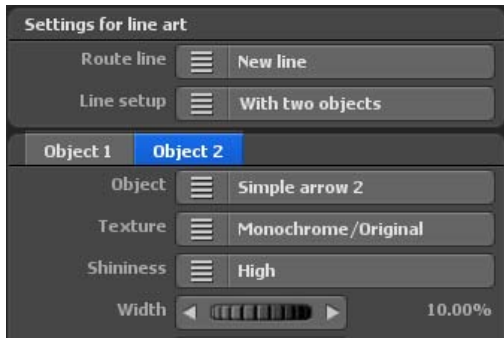 Settings for line art
Route line New line
Line setup With two objects
Object 1 Object 2
Object Simple arrow 2
Texture Monochrome/Original
Shininess High
Width 10.00%